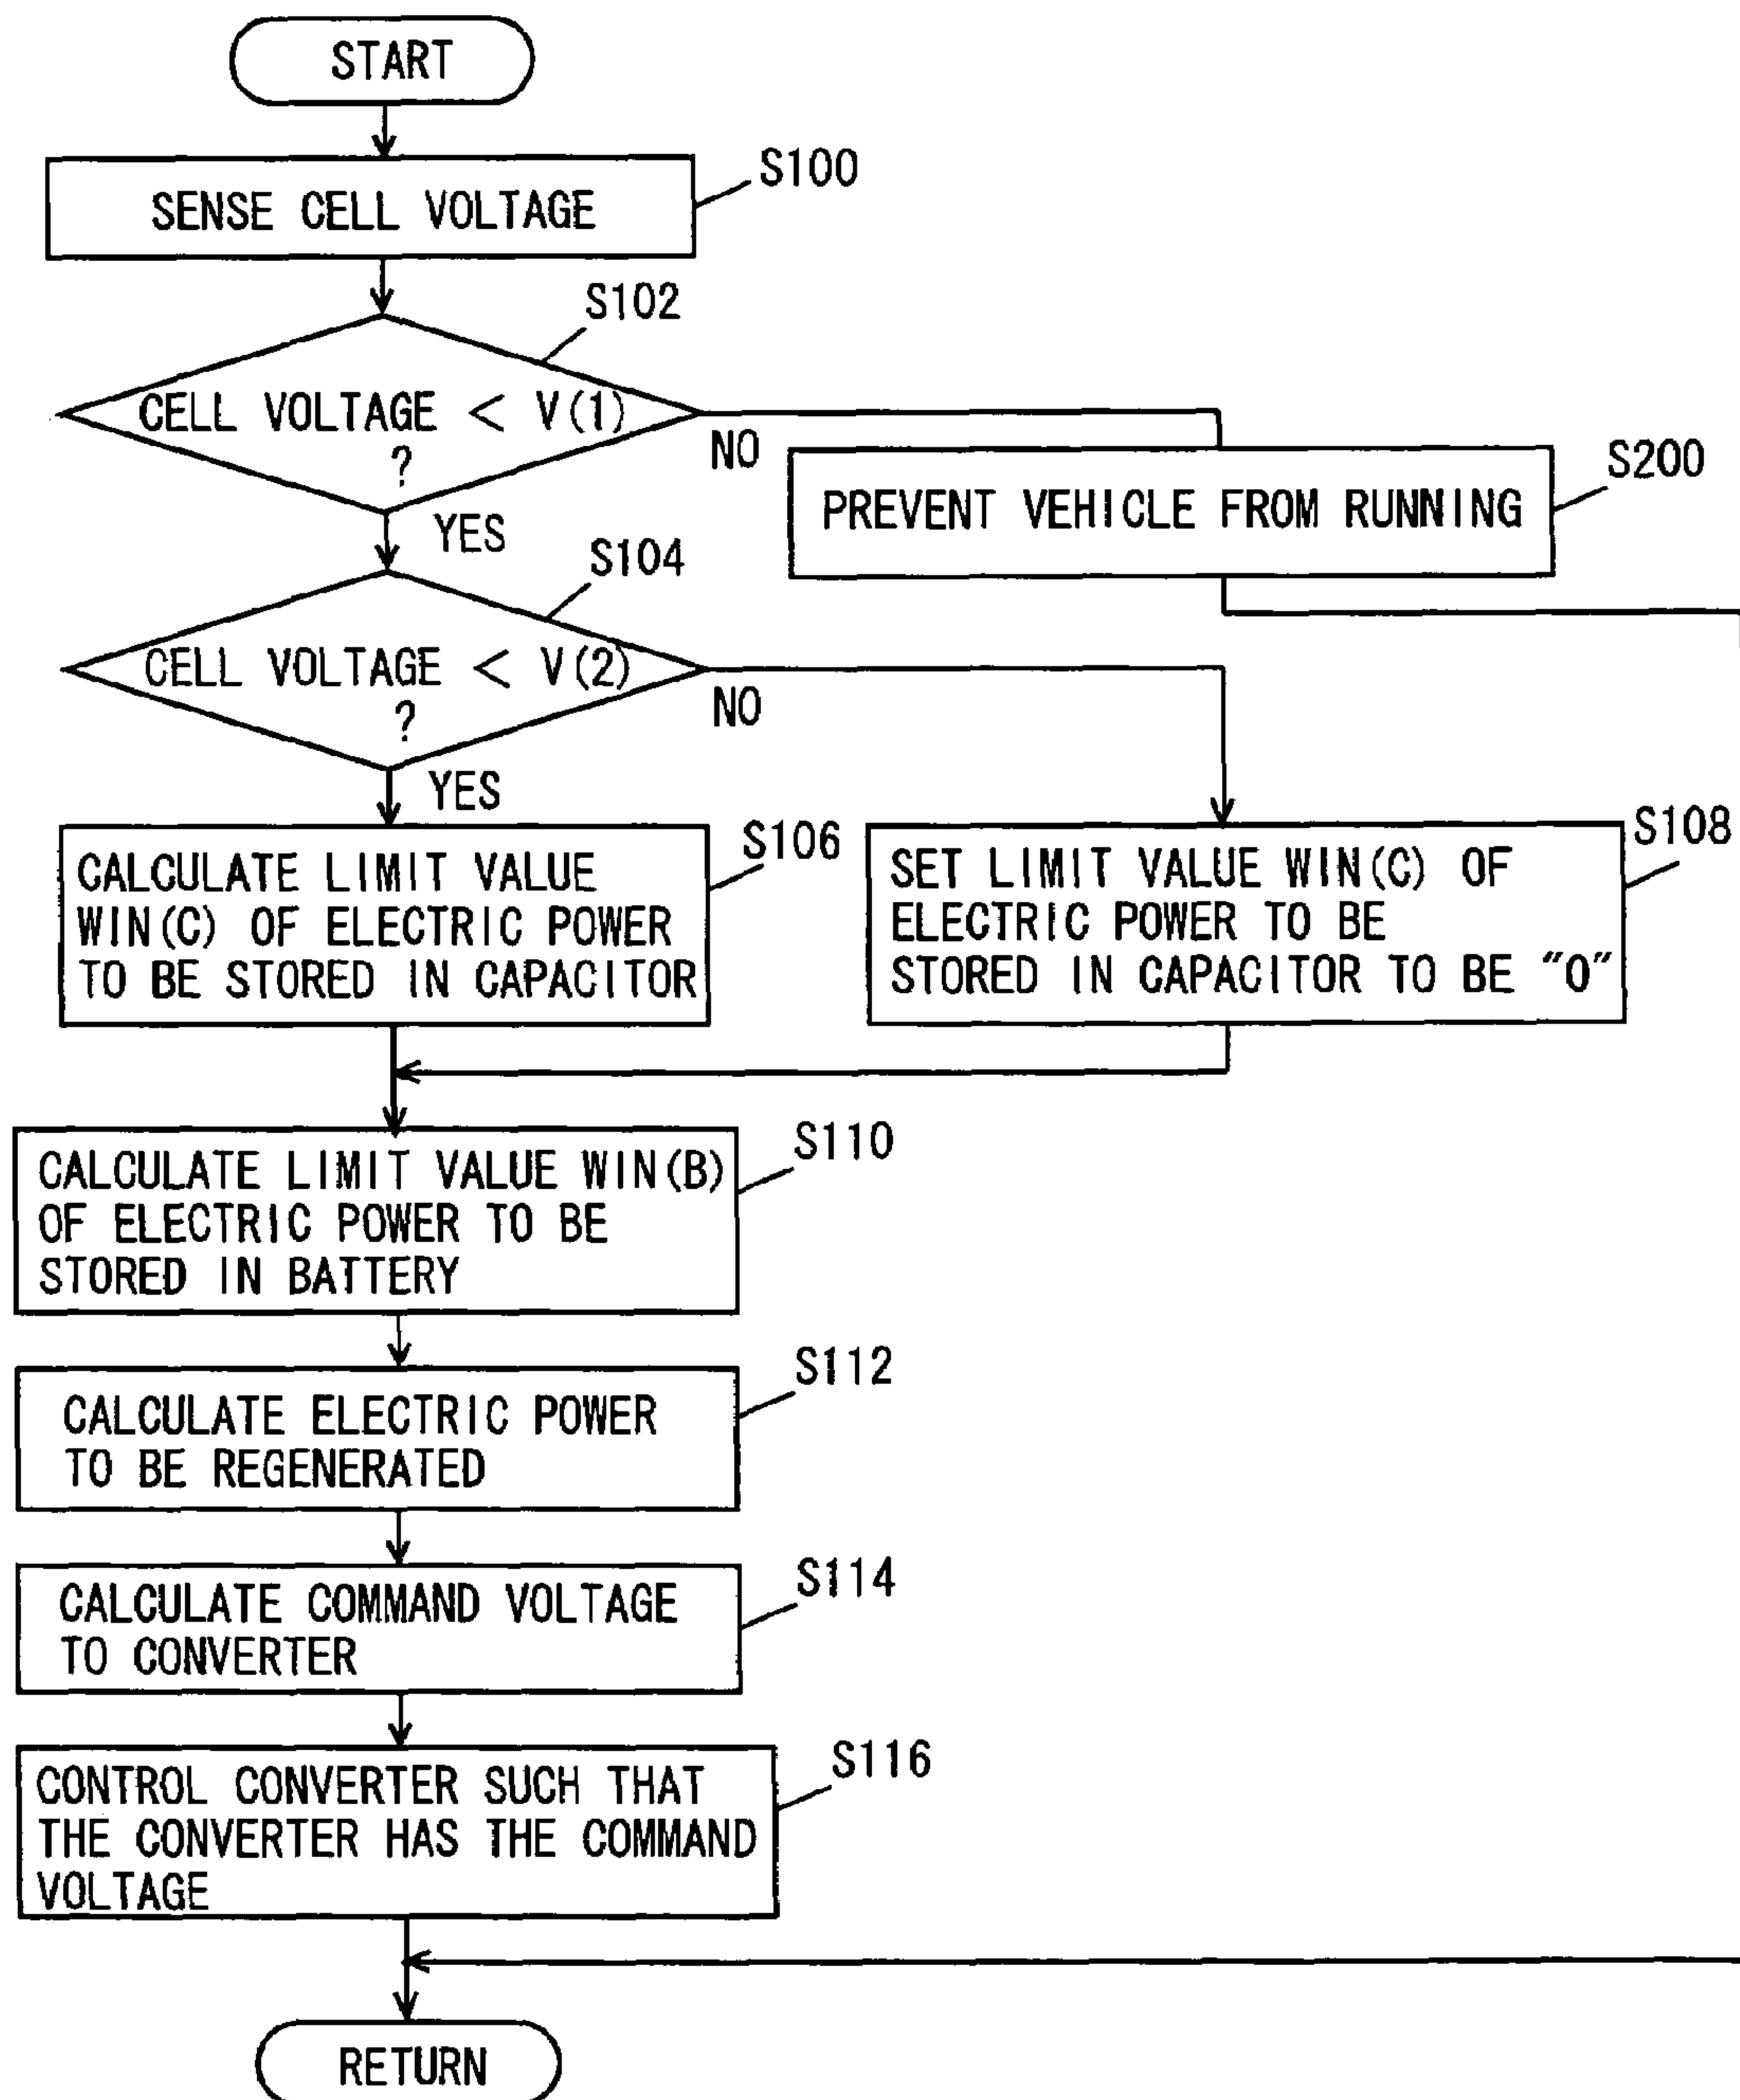 START
SENSE CELL VOLTAGE
S100
S102
CELL VOLTAGE < V(1)
?
NO
YES
PREVENT VEHICLE FROM RUNNING
S200
S104
CELL VOLTAGE < V(2)
?
NO
YES
CALCULATE LIMIT VALUE
WIN(C) OF ELECTRIC POWER
TO BE STORED IN CAPACITOR
S106
SET LIMIT VALUE WIN(C) OF
ELECTRIC POWER TO BE
STORED IN CAPACITOR TO BE "0"
S108
CALCULATE LIMIT VALUE WIN(B)
OF ELECTRIC POWER TO BE
STORED IN BATTERY
S110
CALCULATE ELECTRIC POWER
TO BE REGENERATED
S112
CALCULATE COMMAND VOLTAGE
TO CONVERTER
S114
CONTROL CONVERTER SUCH THAT
THE CONVERTER HAS THE COMMAND
VOLTAGE
S116
RETURN